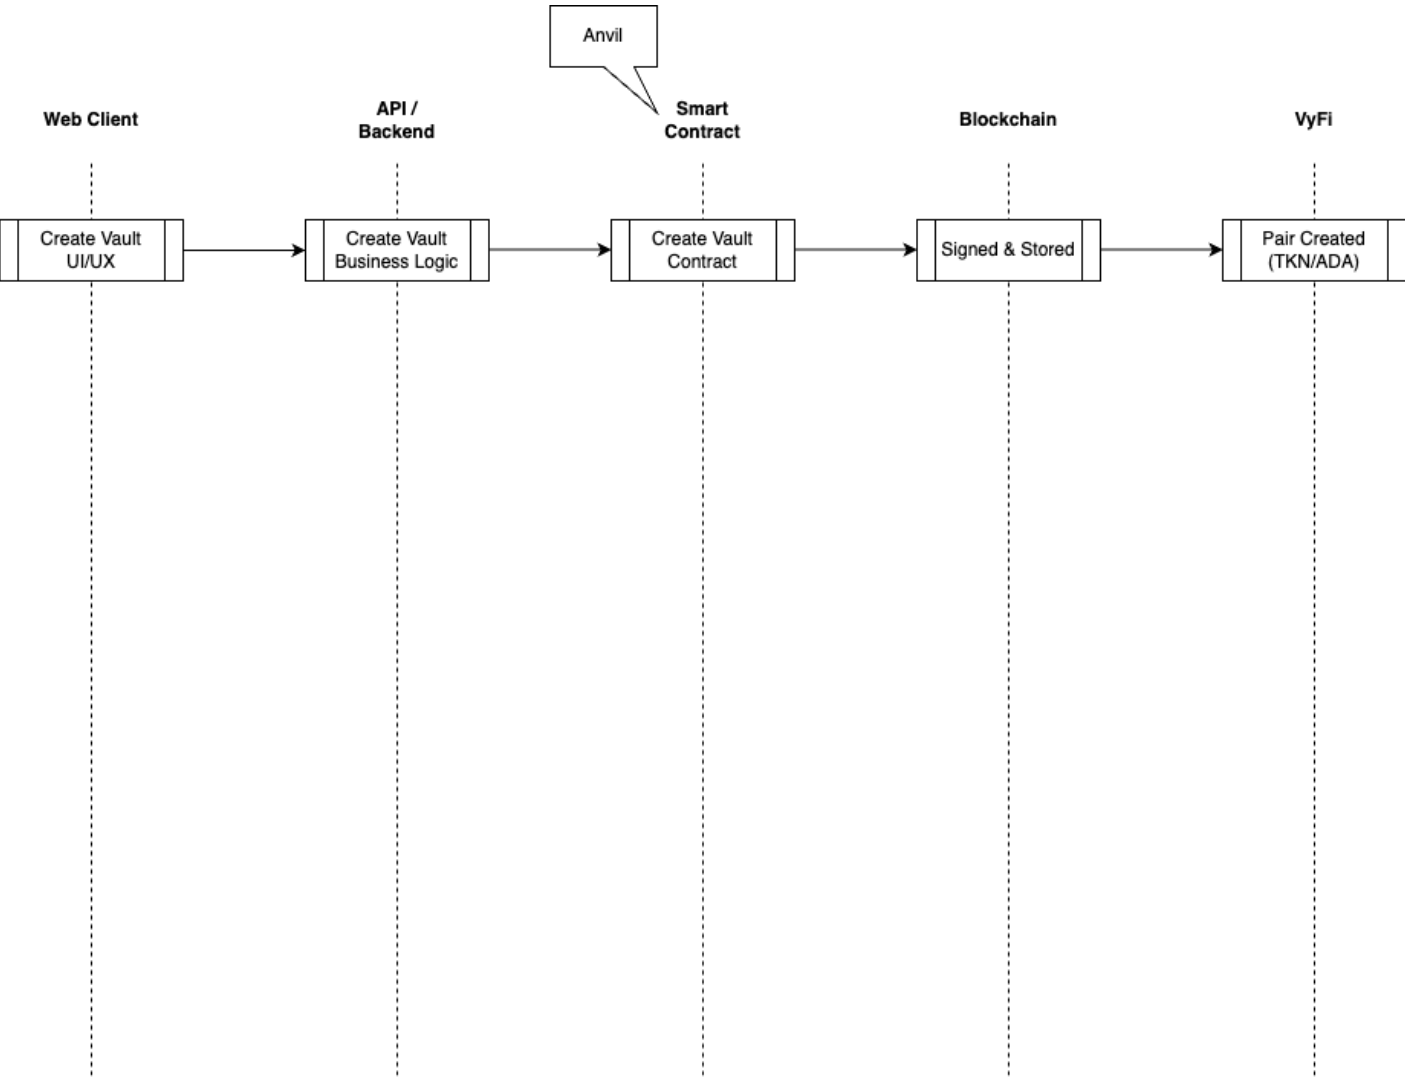 Anvil
Web Client
API /
Backend
Smart
Contract
Blockchain
VyFi
Create Vault
UI/UX
Create Vault
Business Logic
Create Vault
Contract
Signed & Stored
Pair Created
(TKN/ADA)